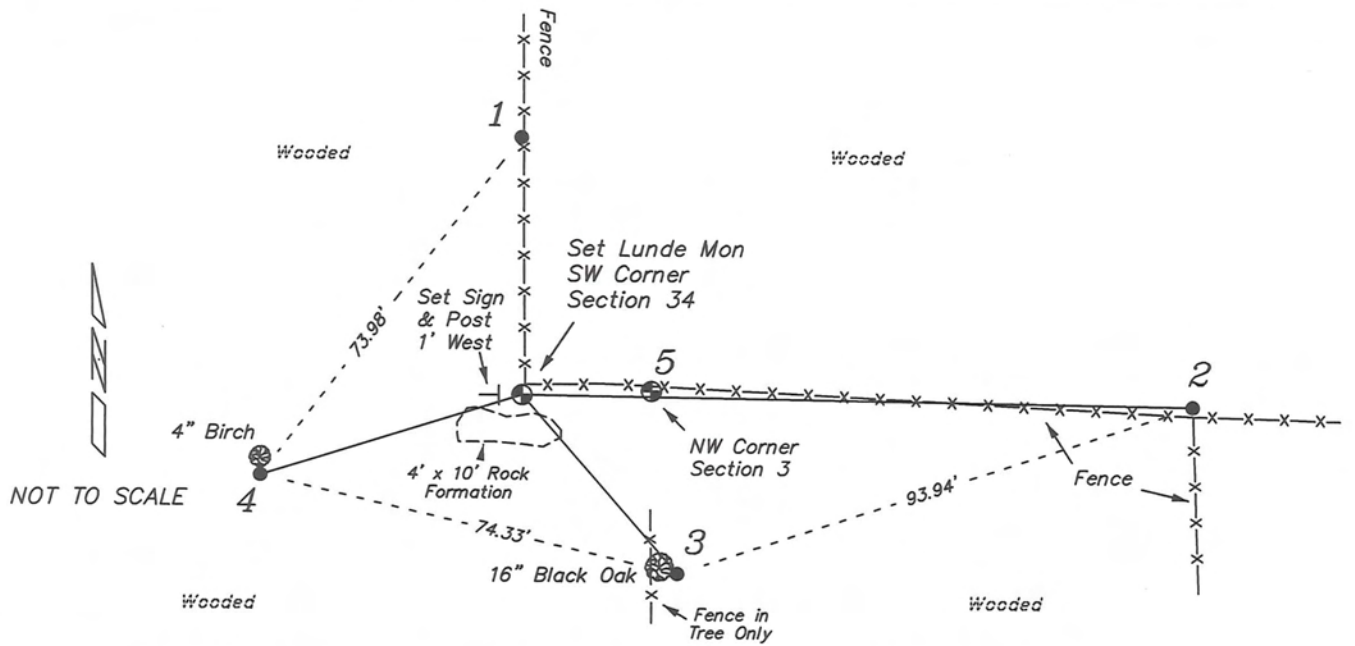 Fence
1
Wooded
Wooded
73.98'
Set Lunde Mon
SW Corner
Section 34
Set Sign
& Post
1' West
N
5
2
4" Birch
NW Corner
Section 3
4' x 10' Rock
Formation
Fence
4
NOT TO SCALE
93.94'
74.33'
3
16" Black Oak
Wooded
Wooded
Fence in
Tree Only